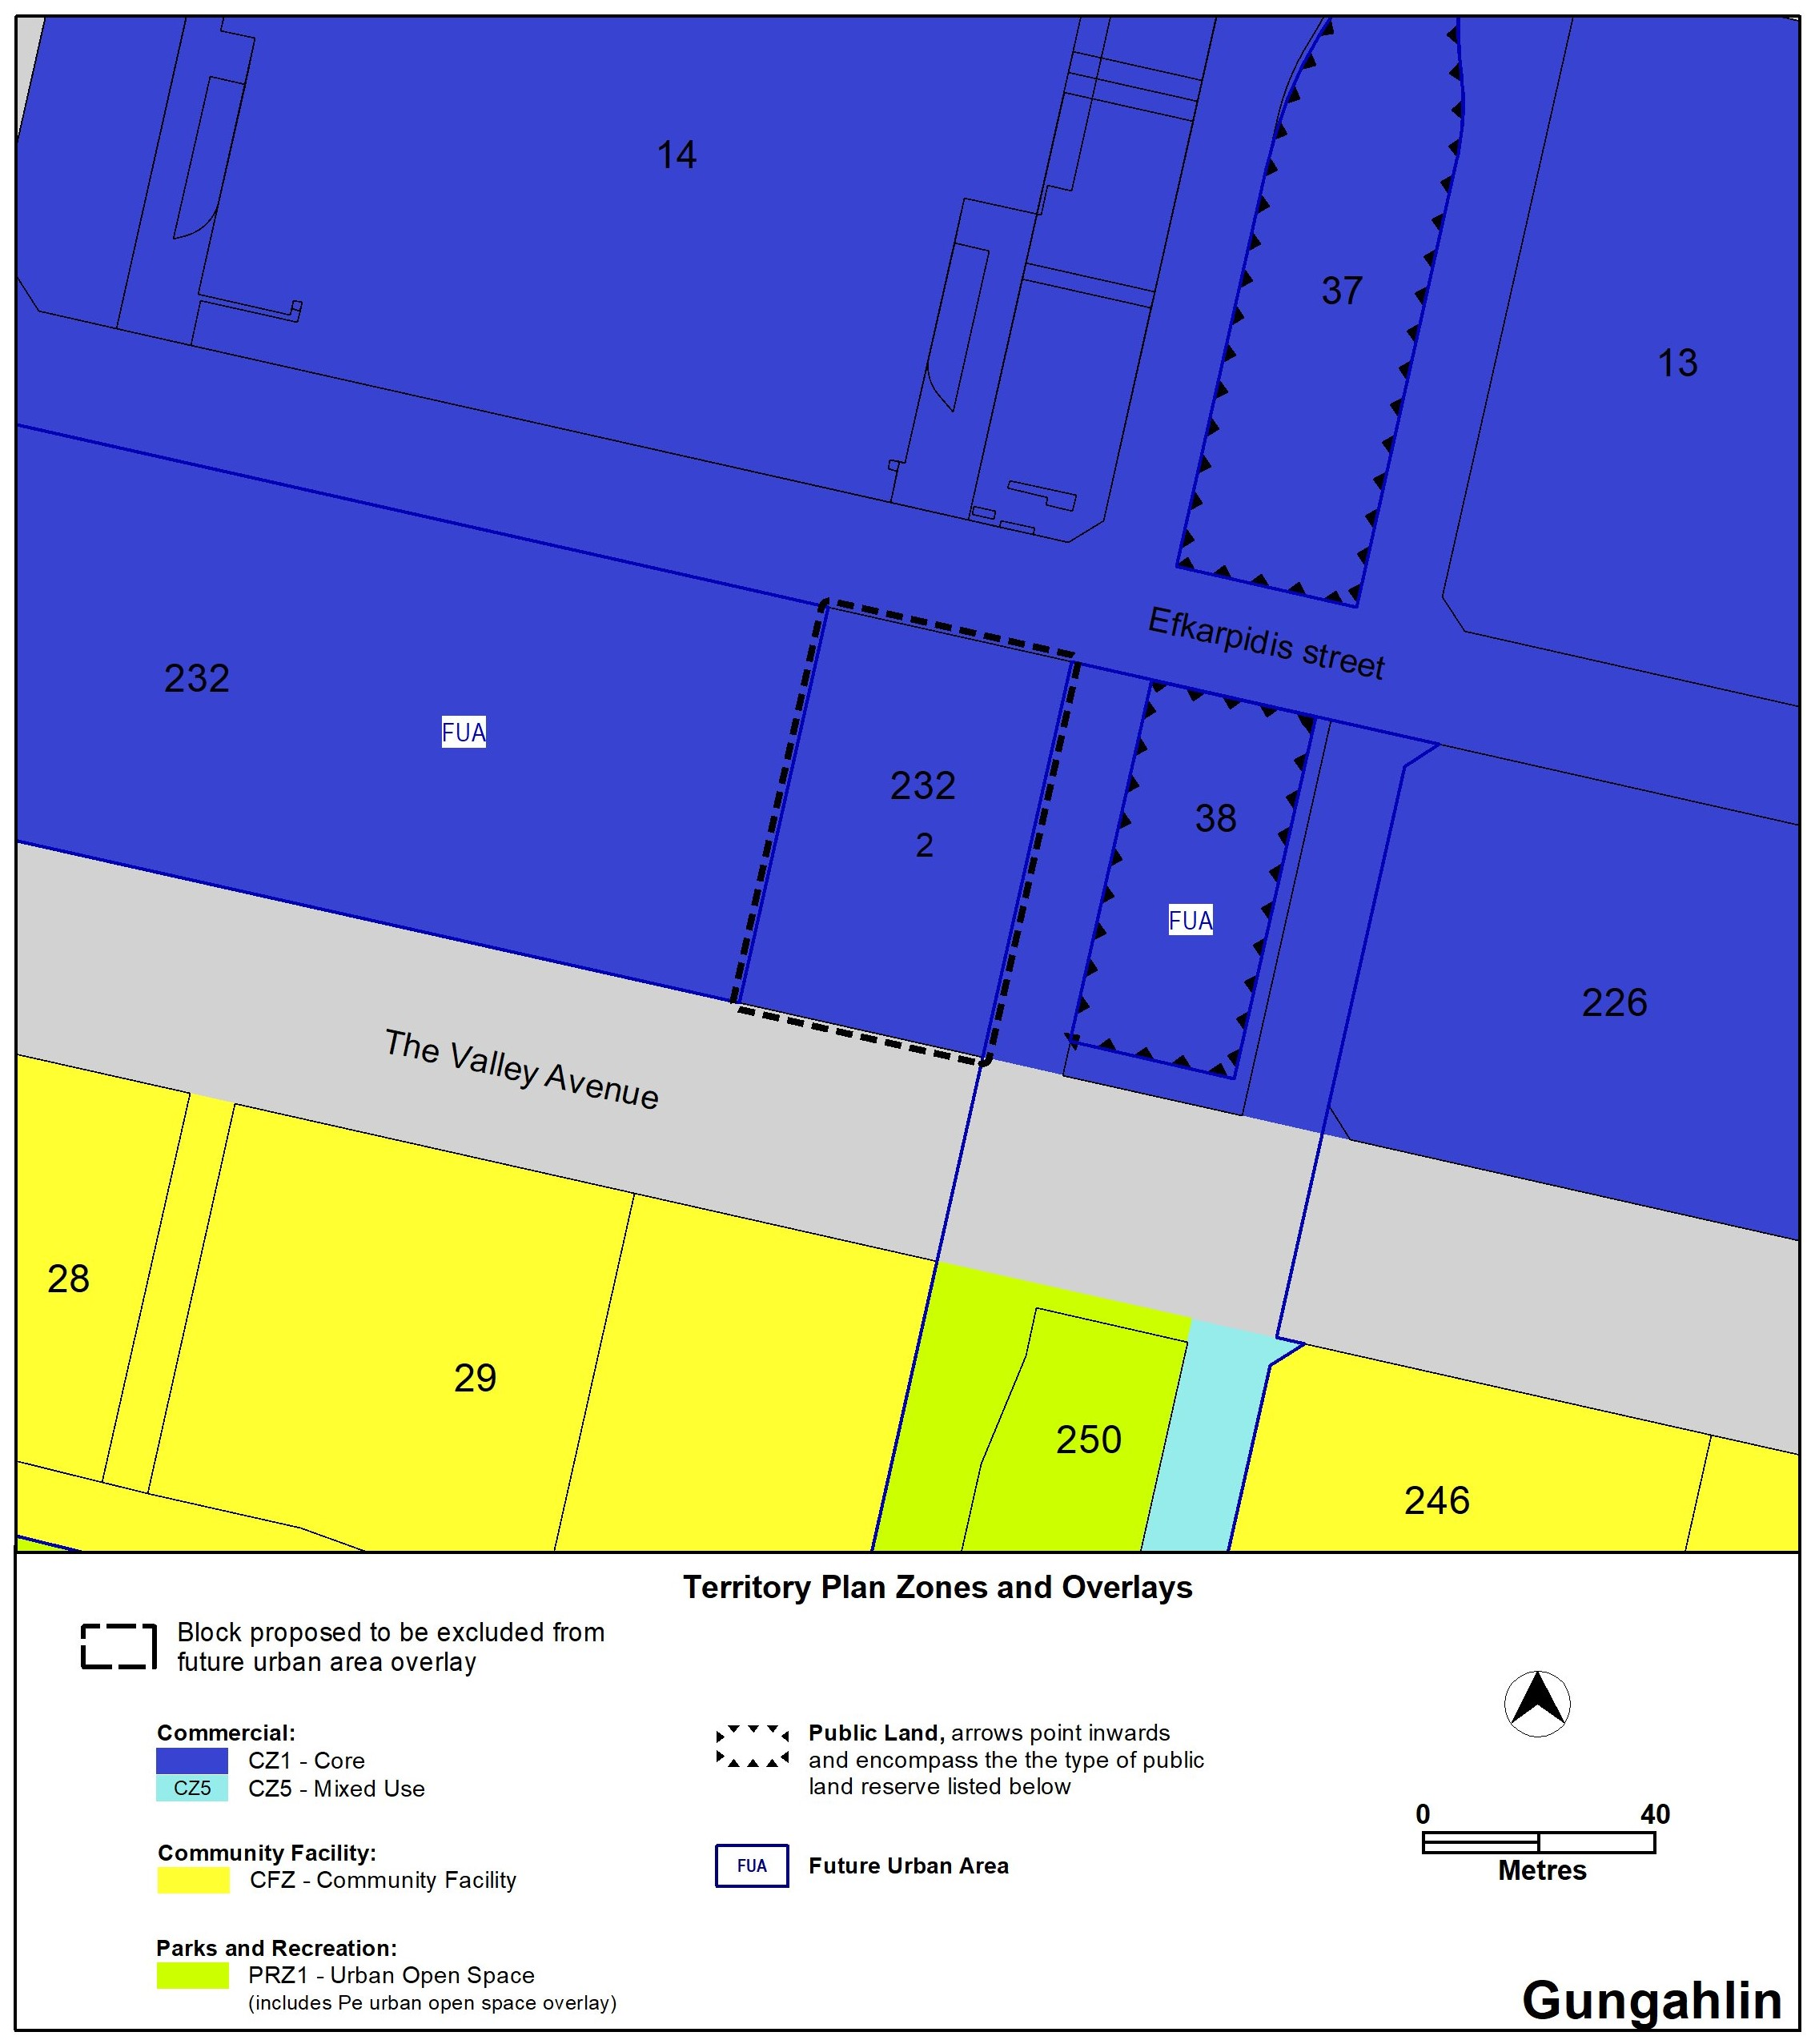 14
37
13
Efkarpidis street
232
FUA
232
2
38
FUA
226
The Valley Avenue
28
29
250
246
Territory Plan Zones and Overlays
Block proposed to be excluded from
future urban area overlay
Commercial:
CZ1 - Core
CZ5
CZ5 - Mixed Use
Community Facility:
CFZ - Community Facility
Parks and Recreation:
PRZ1 - Urban Open Space
(includes Pe urban open space overlay)
Public Land, arrows point inwards
and encompass the the type of public
land reserve listed below
FUA
Future Urban Area
0 40
Metres
Gungahlin